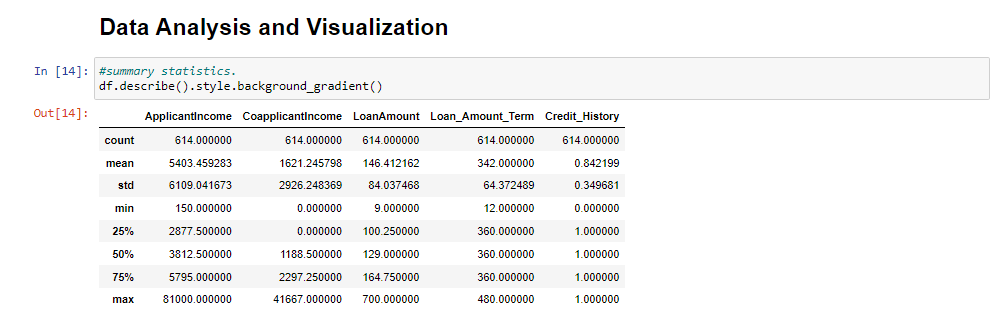 Data Analysis and Visualization
In [14]: #summary statistics.
df.describe().style.background_gradient()
Out[14]:
ApplicantIncome CoapplicantIncome LoanAmount Loan_Amount_Term Credit_History
count 614.000000 614.000000 614.000000 614.000000 614.000000
mean 5403.459283 1621.245798 146.412162 342.000000 0.842199
std 6109.041673 2926.248369 84.037468 64.372489 0.349681
min 150.000000 0.000000 9.000000 12.000000 0.000000
25% 2877.500000 0.000000 100.250000 360.000000 1.000000
50% 3812.500000 1188.500000 129.000000 360.000000 1.000000
75% 5795.000000 2297.250000 164.750000 360.000000 1.000000
max 81000.000000 41667.000000 700.000000 480.000000 1.000000